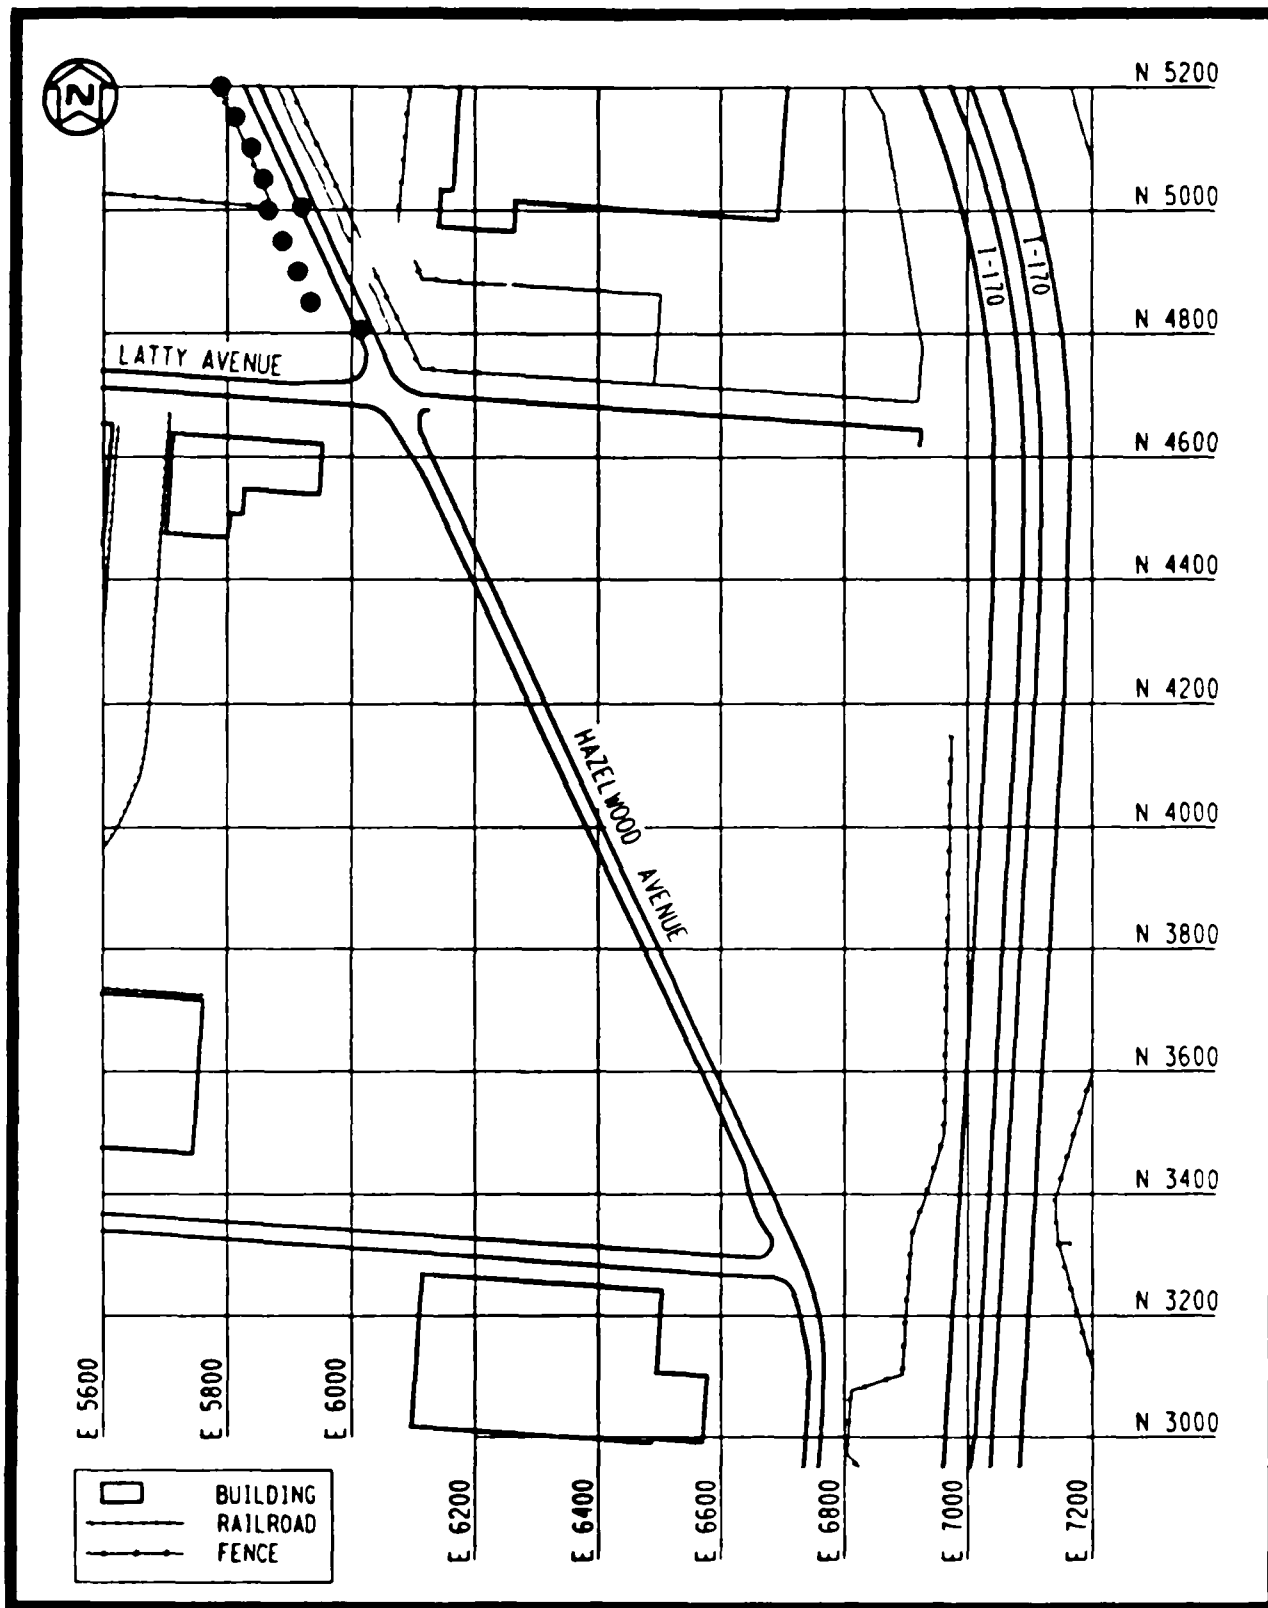 N
N 5200
N 5000
I-170
I-170
N 4800
LATTY AVENUE
N 4600
N 4400
N 4200
HAZELWOOD AVENUE
N 4000
N 3800
N 3600
N 3400
N 3200
E 5600
E 5800
E 6000
N 3000
E 6200
E 6400
E 6600
E 6800
E 7000
E 7200
BUILDING
RAILROAD
FENCE